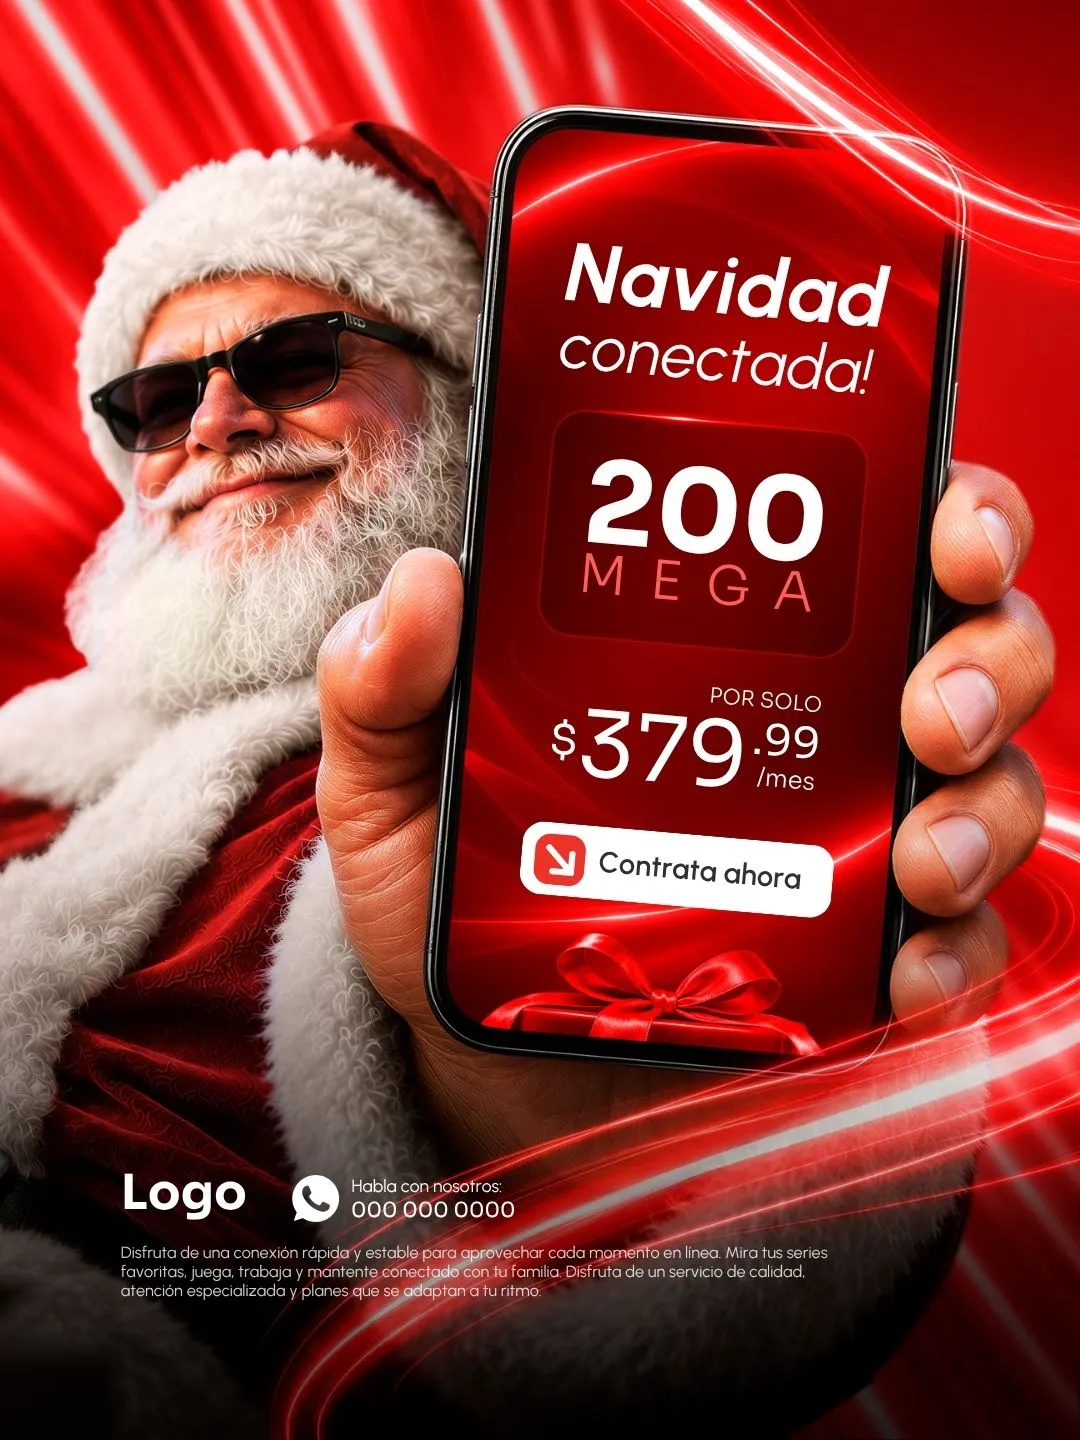 Navidad
conectada!
200
MEGA
POR SOLO
$379.99
/mes
Contrata ahora
Logo
Habla con nosotros:
000 000 0000
Disfruta de una conexión rápida y estable para aprovechar cada momento en línea. Mira tus series
favoritas, juega, trabaja y mantente conectado con tu familia. Disfruta de un servicio de calidad,
atención especializada y planes que se adaptan a tu ritmo.